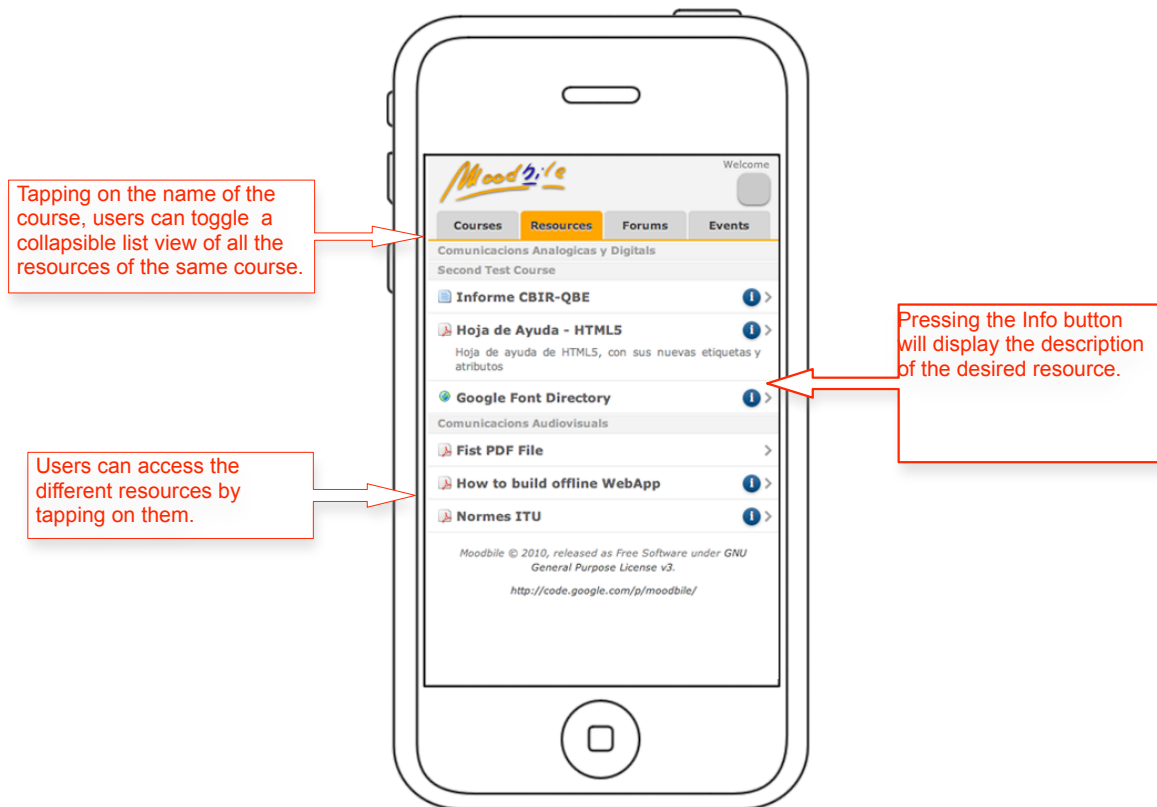 Moodbile
Welcome
Courses Resources Forums Events
Comunicacions Analogicas y Digitals
Second Test Course
Informe CBIR-QBE
Hoja de Ayuda - HTML5
Hoja de ayuda de HTML5, con sus nuevas etiquetas y
atributos
Google Font Directory
Comunicacions Audiovisuals
Fist PDF File
How to build offline WebApp
Normes ITU
Moodbile © 2010, released as Free Software under GNU
General Purpose License v3.
http://code.google.com/p/moodbile/
Tapping on the name of the
course, users can toggle a
collapsible list view of all the
resources of the same course.
Users can access the
different resources by
tapping on them.
Pressing the Info button
will display the description
of the desired resource.